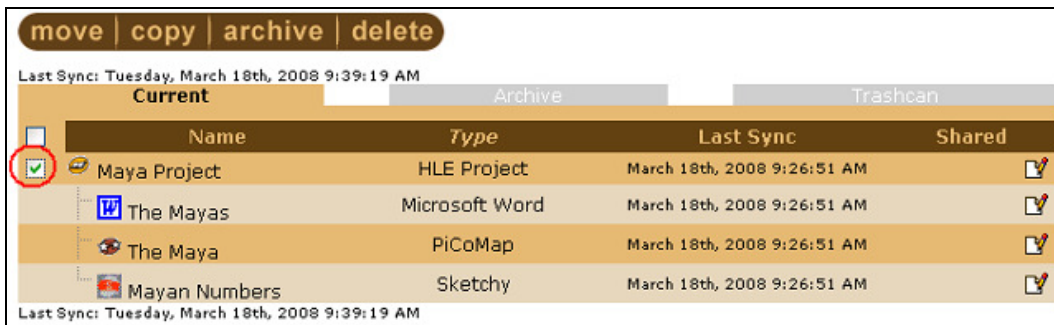 move | copy | archive | delete
Last Sync: Tuesday, March 18th, 2008 9:39:19 AM
Current Archive Trashcan
Name Type Last Sync Shared
Maya Project HLE Project March 18th, 2008 9:26:51 AM
The Mayas Microsoft Word March 18th, 2008 9:26:51 AM
The Maya PiCoMap March 18th, 2008 9:26:51 AM
Mayan Numbers Sketchy March 18th, 2008 9:26:51 AM
Last Sync: Tuesday, March 18th, 2008 9:39:19 AM